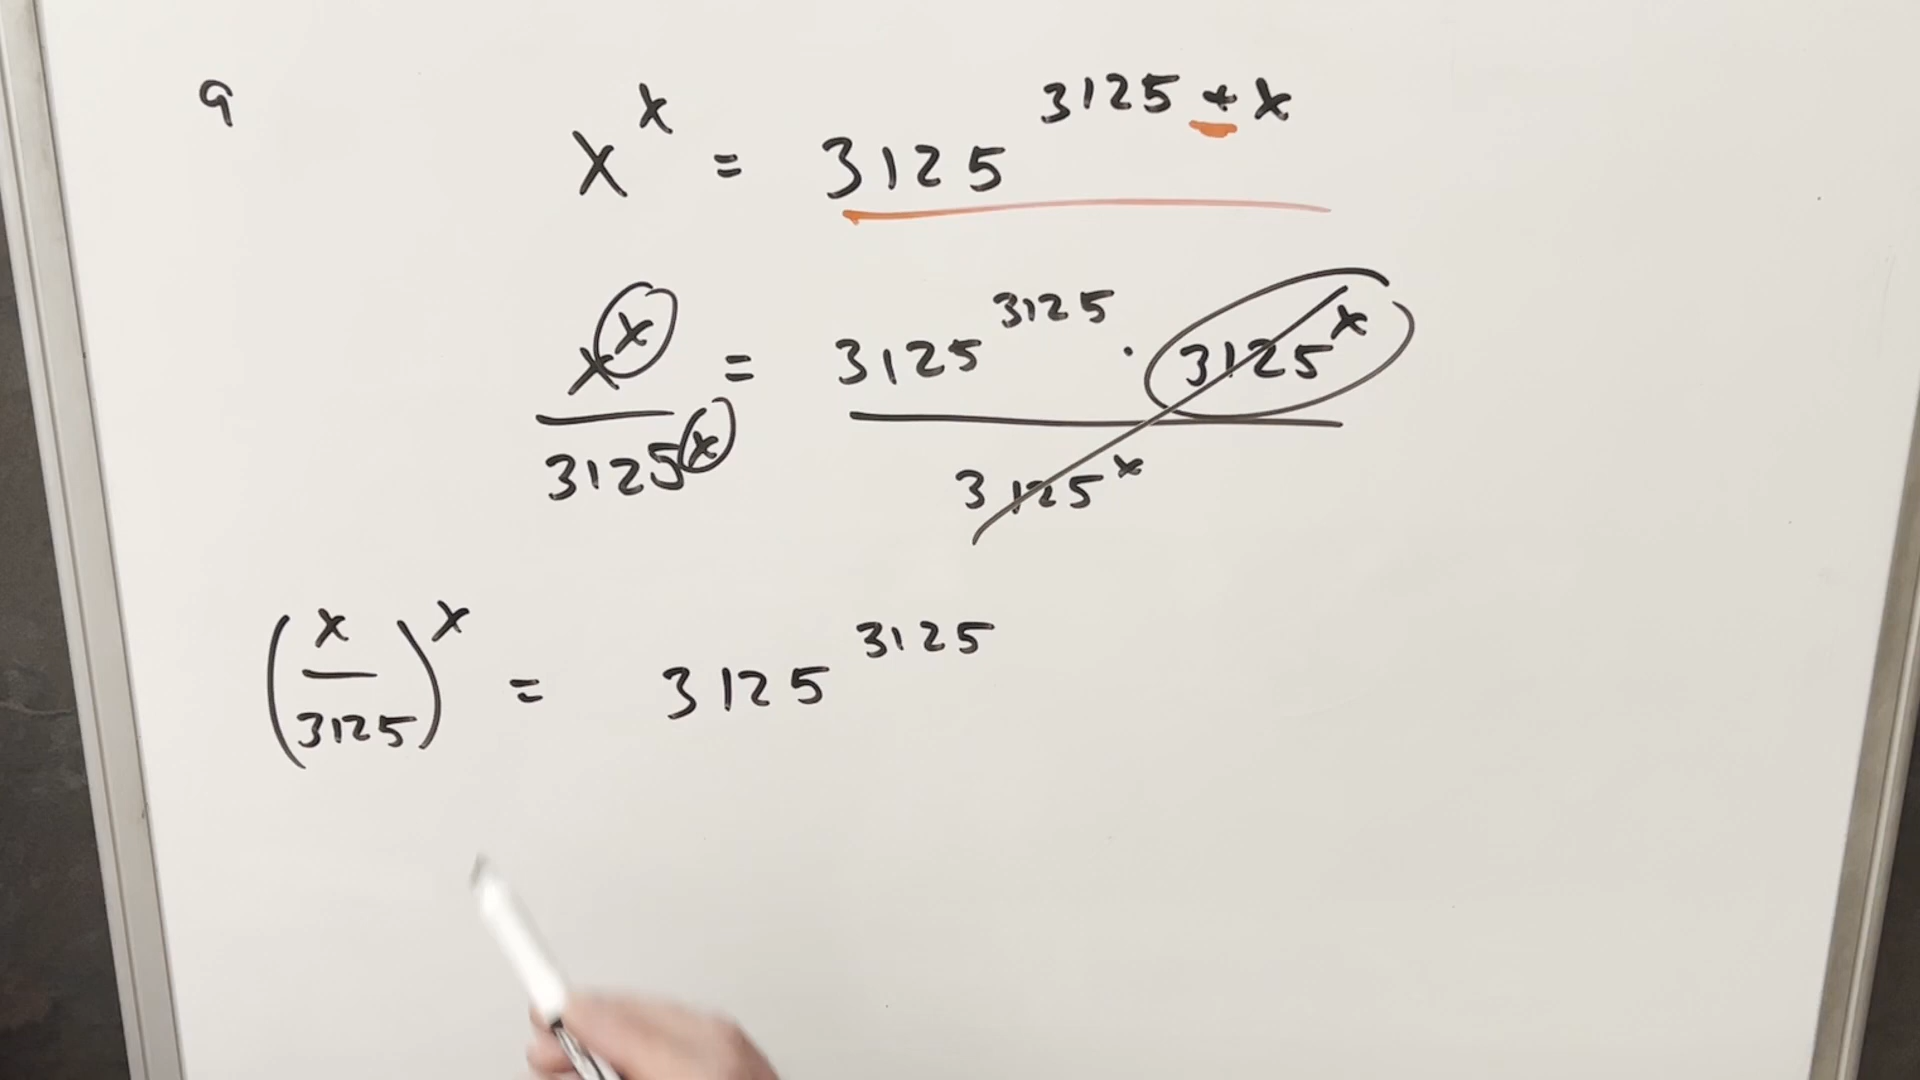 9
x^x = 3125^(3125 + x)
x^x / 3125^x = 3125^3125 · 3125^x / 3125^x
(x / 3125)^x = 3125^3125